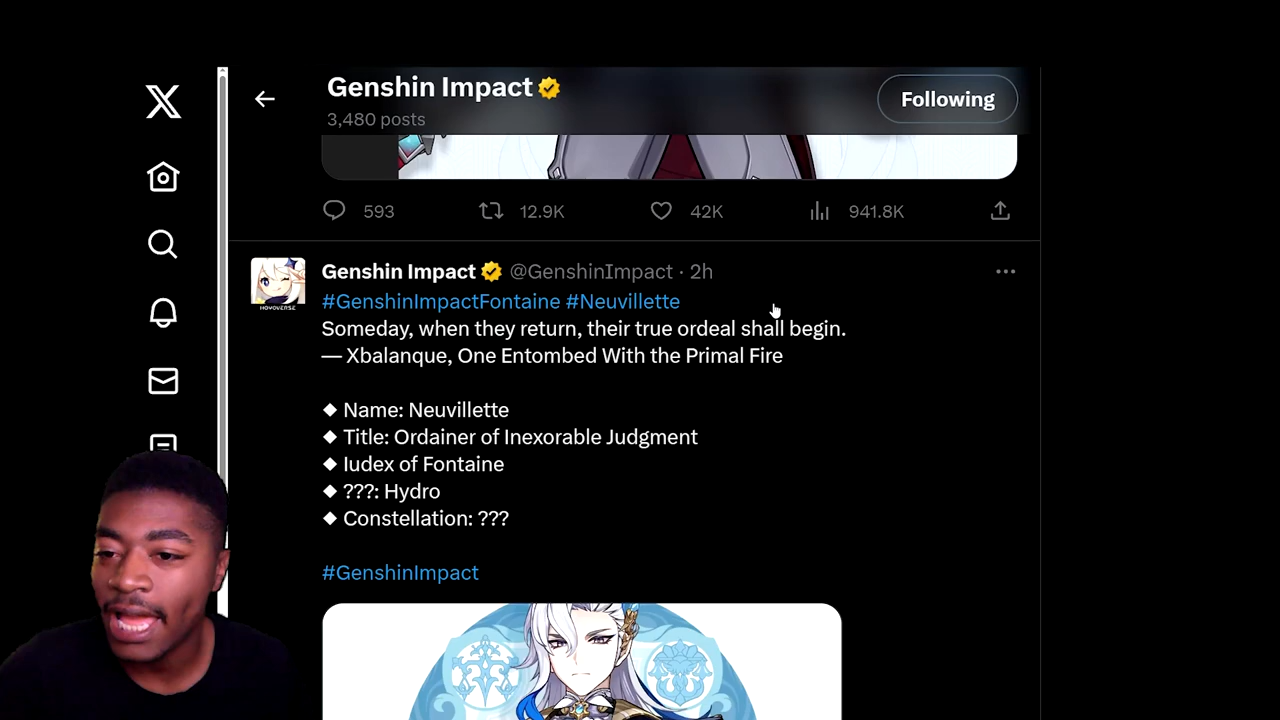 Genshin Impact
3,480 posts
Following
593 12.9K 42K 941.8K
Genshin Impact @GenshinImpact · 2h
#GenshinImpactFontaine #Neuvillette
Someday, when they return, their true ordeal shall begin.
— Xbalanque, One Entombed With the Primal Fire
◆ Name: Neuvillette
◆ Title: Ordainer of Inexorable Judgment
◆ Iudex of Fontaine
◆ ???: Hydro
◆ Constellation: ???
#GenshinImpact
HOYOVERSE